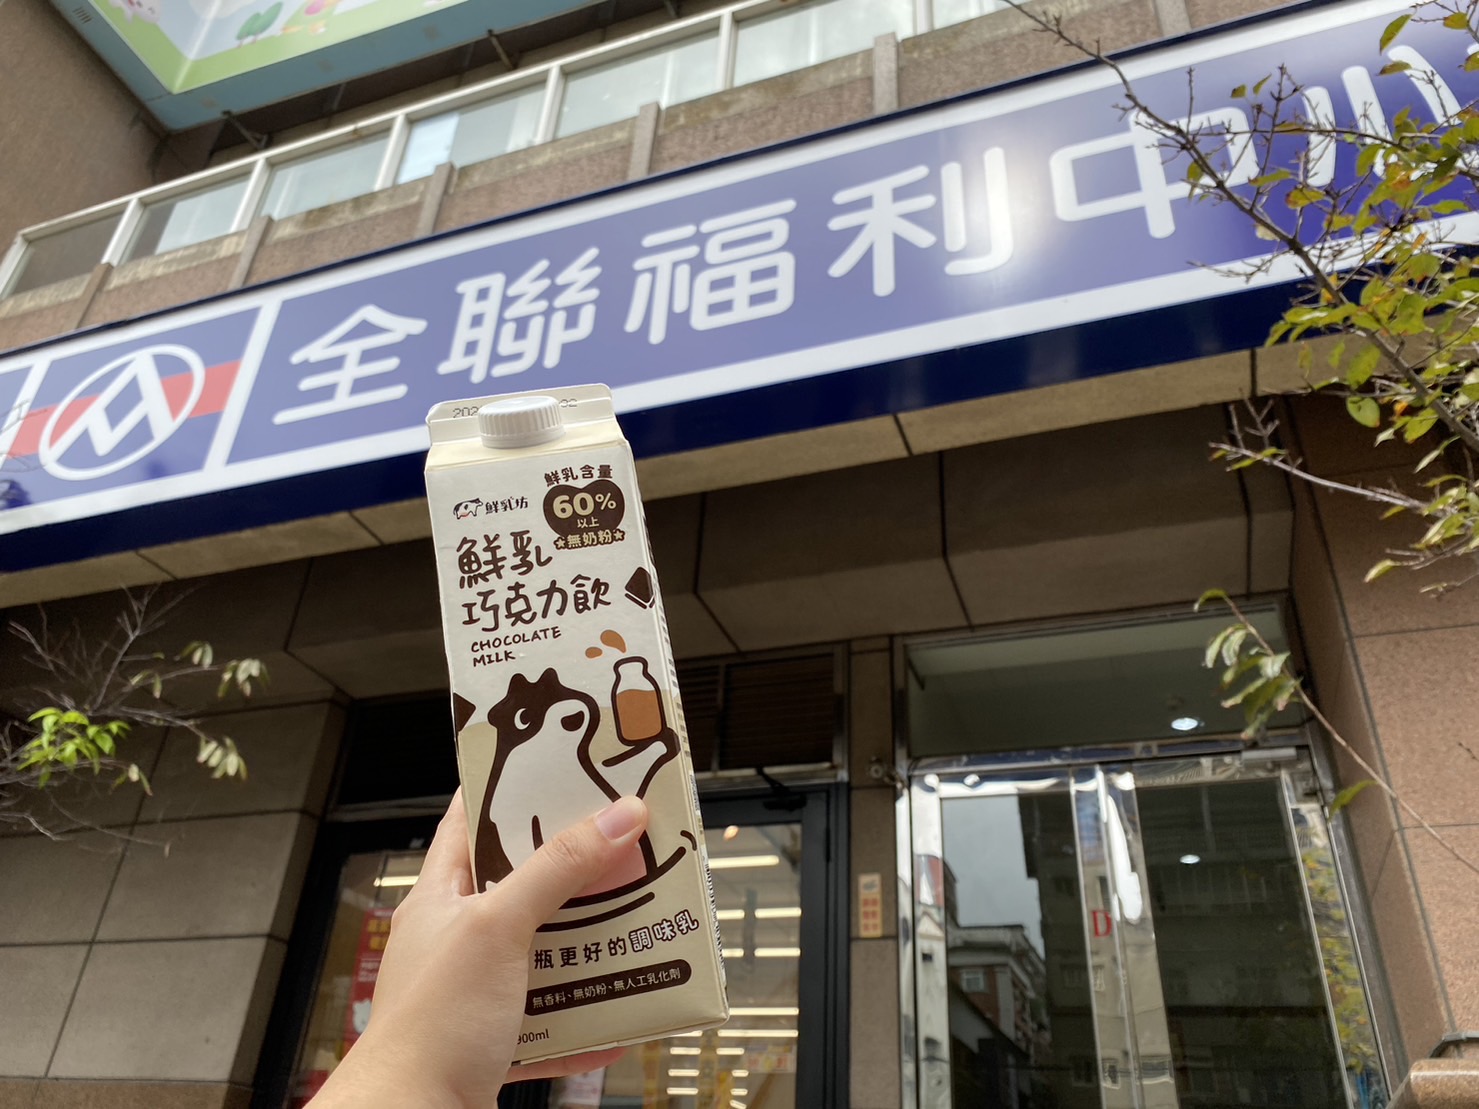 全聯福利中心
鮮乳坊
鮮乳含量
60%
以上
無奶粉
鮮乳
巧克力飲
CHOCOLATE
MILK
瓶更好的調味乳
無香料、無奶粉、無人工乳化劑
900ml
D